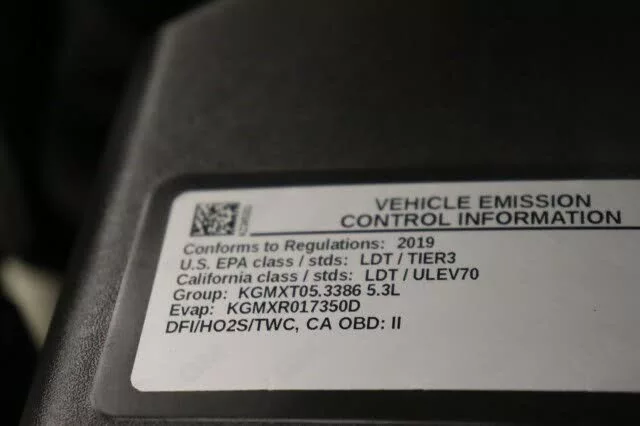 VEHICLE EMISSION
CONTROL INFORMATION
Conforms to Regulations: 2019
U.S. EPA class / stds: LDT / TIER3
California class / stds: LDT / ULEV70
Group: KGMXT05.3386 5.3L
Evap: KGMXR017350D
DFI/HO2S/TWC, CA OBD: II